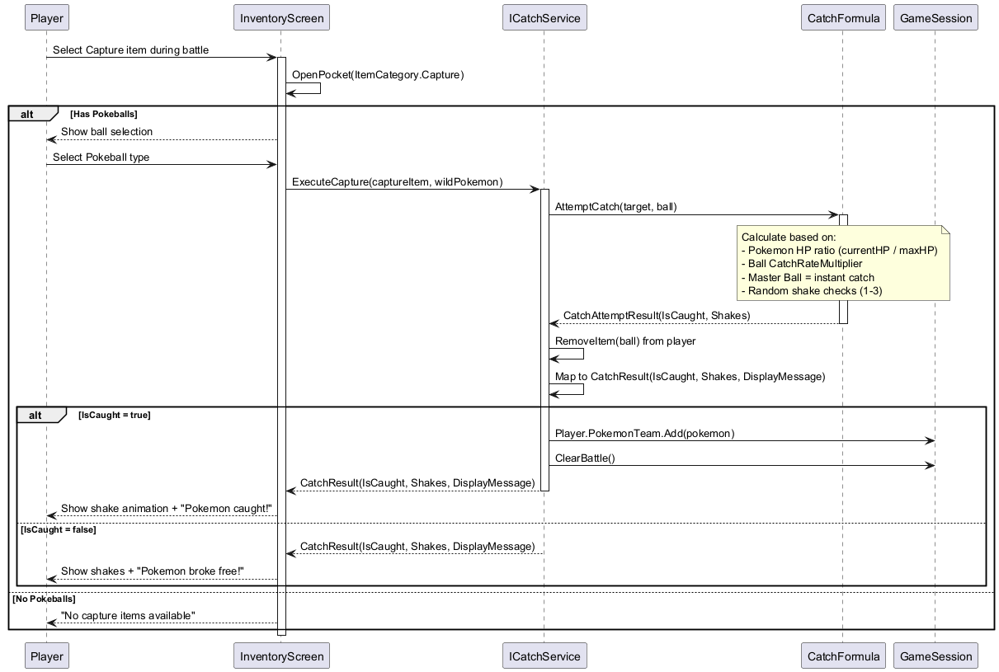 Player
InventoryScreen
ICatchService
CatchFormula
GameSession
Select Capture item during battle
OpenPocket(ItemCategory.Capture)
alt
[Has Pokeballs]
Show ball selection
Select Pokeball type
ExecuteCapture(captureItem, wildPokemon)
AttemptCatch(target, ball)
Calculate based on:
- Pokemon HP ratio (currentHP / maxHP)
- Ball CatchRateMultiplier
- Master Ball = instant catch
- Random shake checks (1-3)
CatchAttemptResult(IsCaught, Shakes)
RemoveItem(ball) from player
Map to CatchResult(IsCaught, Shakes, DisplayMessage)
alt
[IsCaught = true]
Player.PokemonTeam.Add(pokemon)
ClearBattle()
CatchResult(IsCaught, Shakes, DisplayMessage)
Show shake animation + "Pokemon caught!"
[IsCaught = false]
CatchResult(IsCaught, Shakes, DisplayMessage)
Show shakes + "Pokemon broke free!"
[No Pokeballs]
"No capture items available"
Player
InventoryScreen
ICatchService
CatchFormula
GameSession